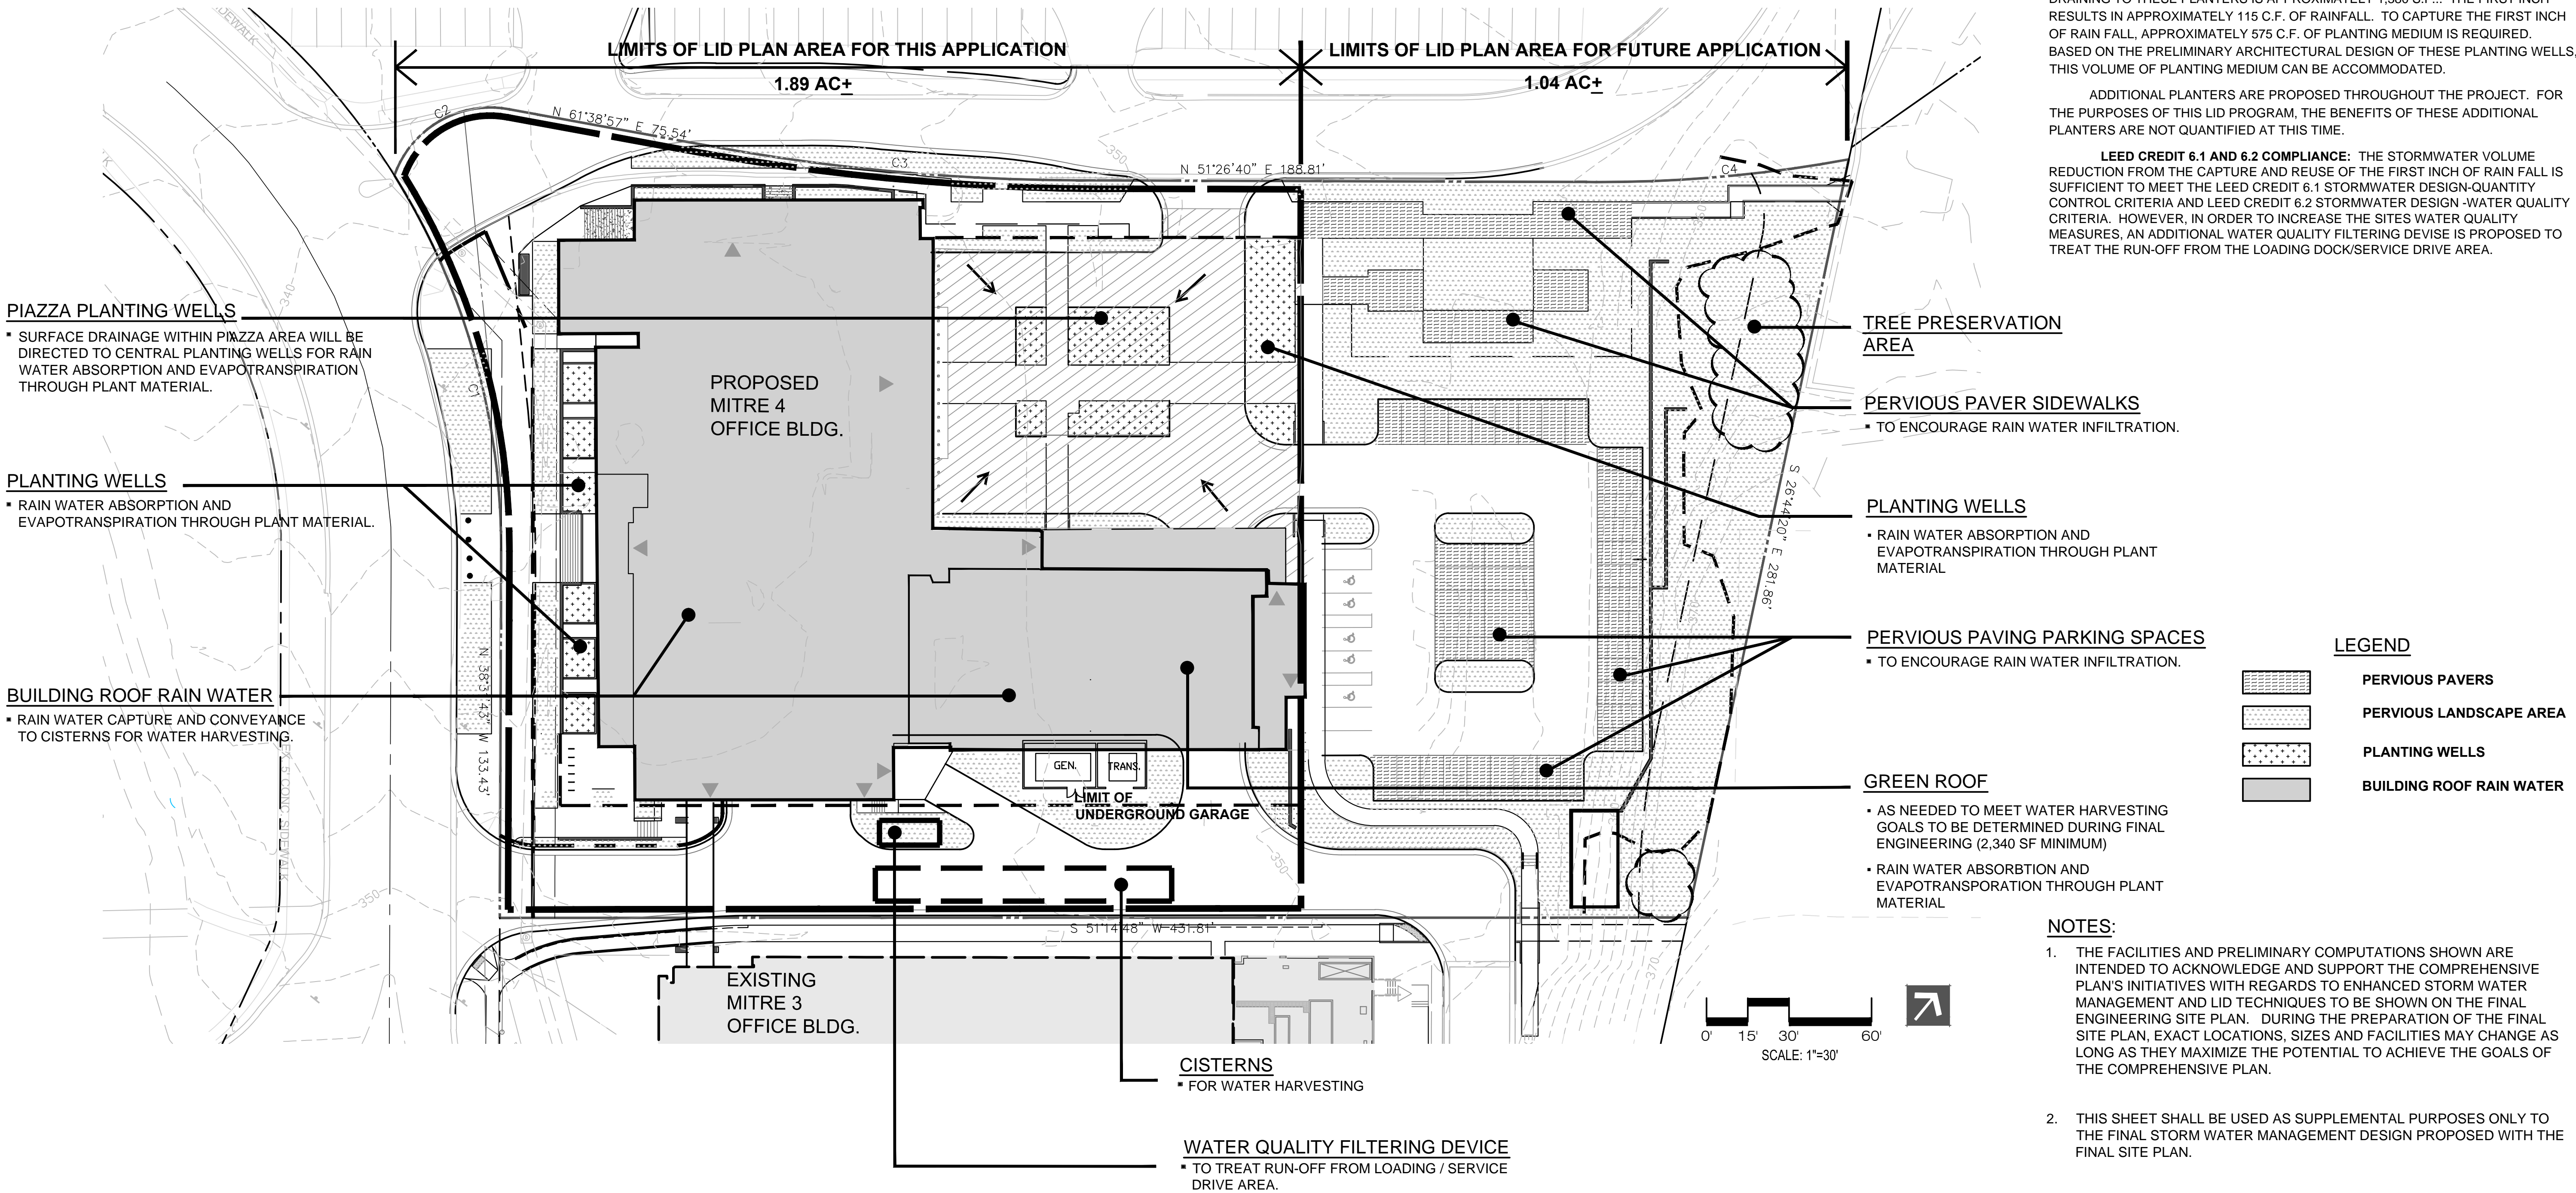 LIMITS OF LID PLAN AREA FOR THIS APPLICATION
1.89 AC±
LIMITS OF LID PLAN AREA FOR FUTURE APPLICATION
1.04 AC±
C2
N 61°38'57" E 75.54'
C3
350
N 51°26'40" E 188.81'
C4
340
PIAZZA PLANTING WELLS
SURFACE DRAINAGE WITHIN PIAZZA AREA WILL BE
DIRECTED TO CENTRAL PLANTING WELLS FOR RAIN
WATER ABSORPTION AND EVAPOTRANSPIRATION
THROUGH PLANT MATERIAL.
C1
PLANTING WELLS
RAIN WATER ABSORPTION AND
EVAPOTRANSPIRATION THROUGH PLANT MATERIAL.
BUILDING ROOF RAIN WATER
RAIN WATER CAPTURE AND CONVEYANCE
TO CISTERNS FOR WATER HARVESTING.
W 133.43'
350
PROPOSED
MITRE 4
OFFICE BLDG.
GEN.
TRANS.
LIMIT OF
UNDERGROUND GARAGE
350
S 51°14'48" W 431.81'
EXISTING
MITRE 3
OFFICE BLDG.
CISTERNS
FOR WATER HARVESTING
WATER QUALITY FILTERING DEVICE
TO TREAT RUN-OFF FROM LOADING / SERVICE
DRIVE AREA.
S 26°44'20" E 281.86'
370
TREE PRESERVATION
AREA
PERVIOUS PAVER SIDEWALKS
TO ENCOURAGE RAIN WATER INFILTRATION.
PLANTING WELLS
RAIN WATER ABSORPTION AND
EVAPOTRANSPIRATION THROUGH PLANT
MATERIAL
PERVIOUS PAVING PARKING SPACES
TO ENCOURAGE RAIN WATER INFILTRATION.
GREEN ROOF
AS NEEDED TO MEET WATER HARVESTING
GOALS TO BE DETERMINED DURING FINAL
ENGINEERING (2,340 SF MINIMUM)
RAIN WATER ABSORBTION AND
EVAPOTRANSPORATION THROUGH PLANT
MATERIAL
0' 15' 30' 60'
SCALE: 1"=30'
RESULTS IN APPROXIMATELY 115 C.F. OF RAINFALL. TO CAPTURE THE FIRST INCH
OF RAIN FALL, APPROXIMATELY 575 C.F. OF PLANTING MEDIUM IS REQUIRED.
BASED ON THE PRELIMINARY ARCHITECTURAL DESIGN OF THESE PLANTING WELLS,
THIS VOLUME OF PLANTING MEDIUM CAN BE ACCOMMODATED.
ADDITIONAL PLANTERS ARE PROPOSED THROUGHOUT THE PROJECT. FOR
THE PURPOSES OF THIS LID PROGRAM, THE BENEFITS OF THESE ADDITIONAL
PLANTERS ARE NOT QUANTIFIED AT THIS TIME.
LEED CREDIT 6.1 AND 6.2 COMPLIANCE: THE STORMWATER VOLUME
REDUCTION FROM THE CAPTURE AND REUSE OF THE FIRST INCH OF RAIN FALL IS
SUFFICIENT TO MEET THE LEED CREDIT 6.1 STORMWATER DESIGN-QUANTITY
CONTROL CRITERIA AND LEED CREDIT 6.2 STORMWATER DESIGN -WATER QUALITY
CRITERIA. HOWEVER, IN ORDER TO INCREASE THE SITES WATER QUALITY
MEASURES, AN ADDITIONAL WATER QUALITY FILTERING DEVISE IS PROPOSED TO
TREAT THE RUN-OFF FROM THE LOADING DOCK/SERVICE DRIVE AREA.
LEGEND
PERVIOUS PAVERS
PERVIOUS LANDSCAPE AREA
PLANTING WELLS
BUILDING ROOF RAIN WATER
NOTES:
1. THE FACILITIES AND PRELIMINARY COMPUTATIONS SHOWN ARE
INTENDED TO ACKNOWLEDGE AND SUPPORT THE COMPREHENSIVE
PLAN'S INITIATIVES WITH REGARDS TO ENHANCED STORM WATER
MANAGEMENT AND LID TECHNIQUES TO BE SHOWN ON THE FINAL
ENGINEERING SITE PLAN. DURING THE PREPARATION OF THE FINAL
SITE PLAN, EXACT LOCATIONS, SIZES AND FACILITIES MAY CHANGE AS
LONG AS THEY MAXIMIZE THE POTENTIAL TO ACHIEVE THE GOALS OF
THE COMPREHENSIVE PLAN.
2. THIS SHEET SHALL BE USED AS SUPPLEMENTAL PURPOSES ONLY TO
THE FINAL STORM WATER MANAGEMENT DESIGN PROPOSED WITH THE
FINAL SITE PLAN.